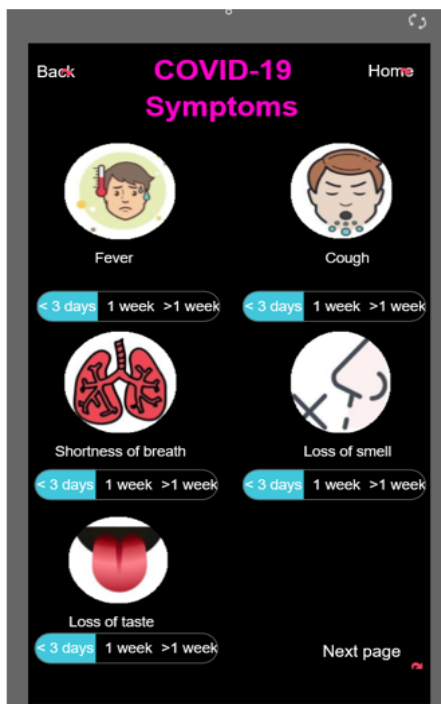 Back
COVID-19
Symptoms
Home
Fever
Cough
< 3 days 1 week >1 week
< 3 days 1 week >1 week
Shortness of breath
Loss of smell
< 3 days 1 week >1 week
< 3 days 1 week >1 week
Loss of taste
< 3 days 1 week >1 week
Next page